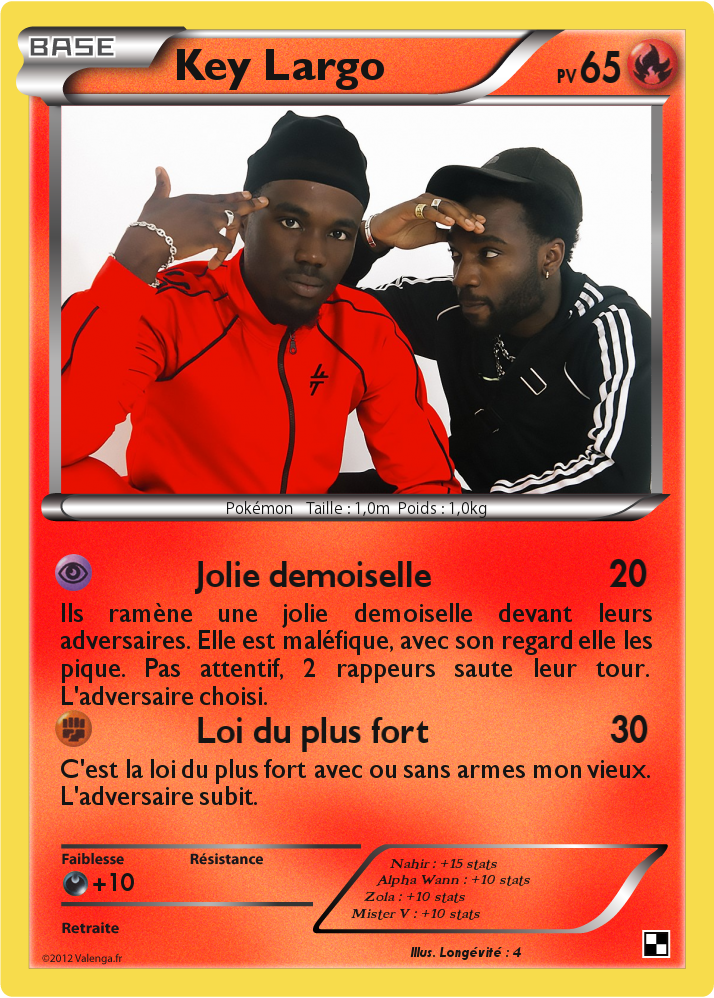 BASE
Key Largo
PV 65
Pokémon Taille : 1,0m Poids : 1,0kg
Jolie demoiselle 20
Ils ramène une jolie demoiselle devant leurs
adversaires. Elle est maléfique, avec son regard elle les
pique. Pas attentif, 2 rappeurs saute leur tour.
L'adversaire choisi.
Loi du plus fort 30
C'est la loi du plus fort avec ou sans armes mon vieux.
L'adversaire subit.
Faiblesse Résistance
+10
Retraite
Nahir : +15 stats
Alpha Wann : +10 stats
Zola : +10 stats
Mister V : +10 stats
Illus. Longévité : 4
©2012 Valenga.fr